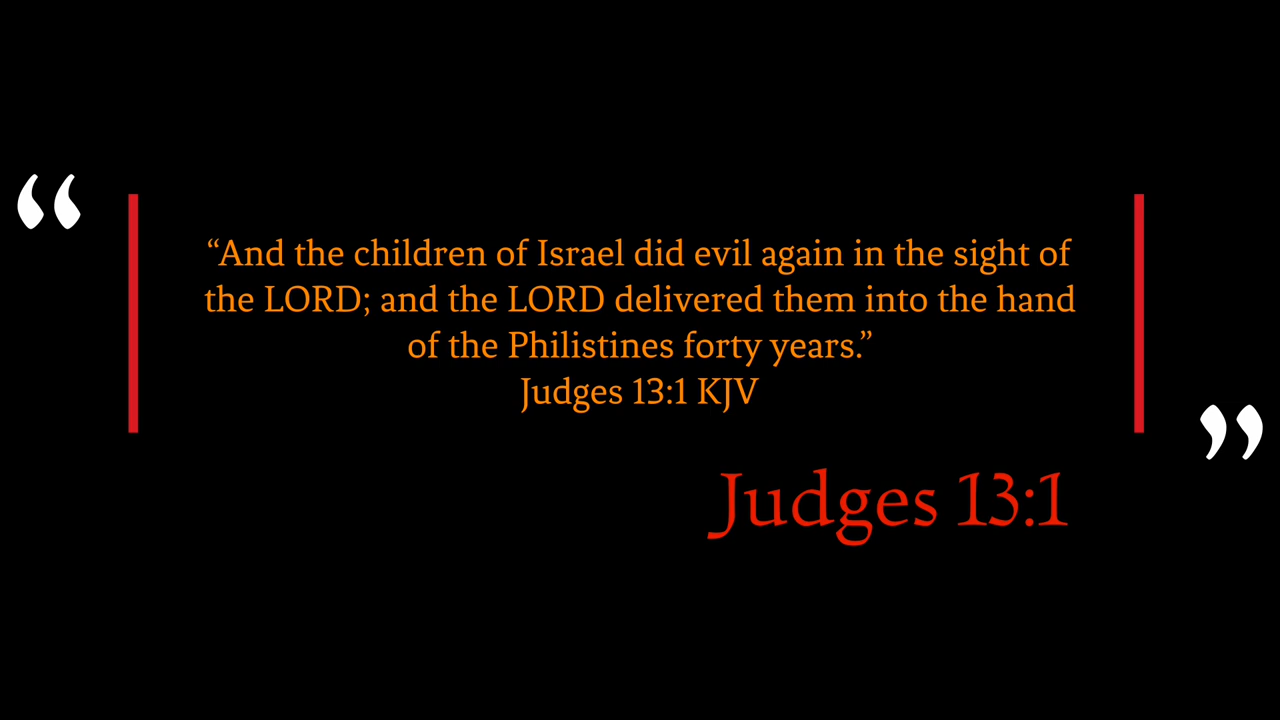 “
“And the children of Israel did evil again in the sight of
the LORD; and the LORD delivered them into the hand
of the Philistines forty years.”
Judges 13:1 KJV
”
Judges 13:1